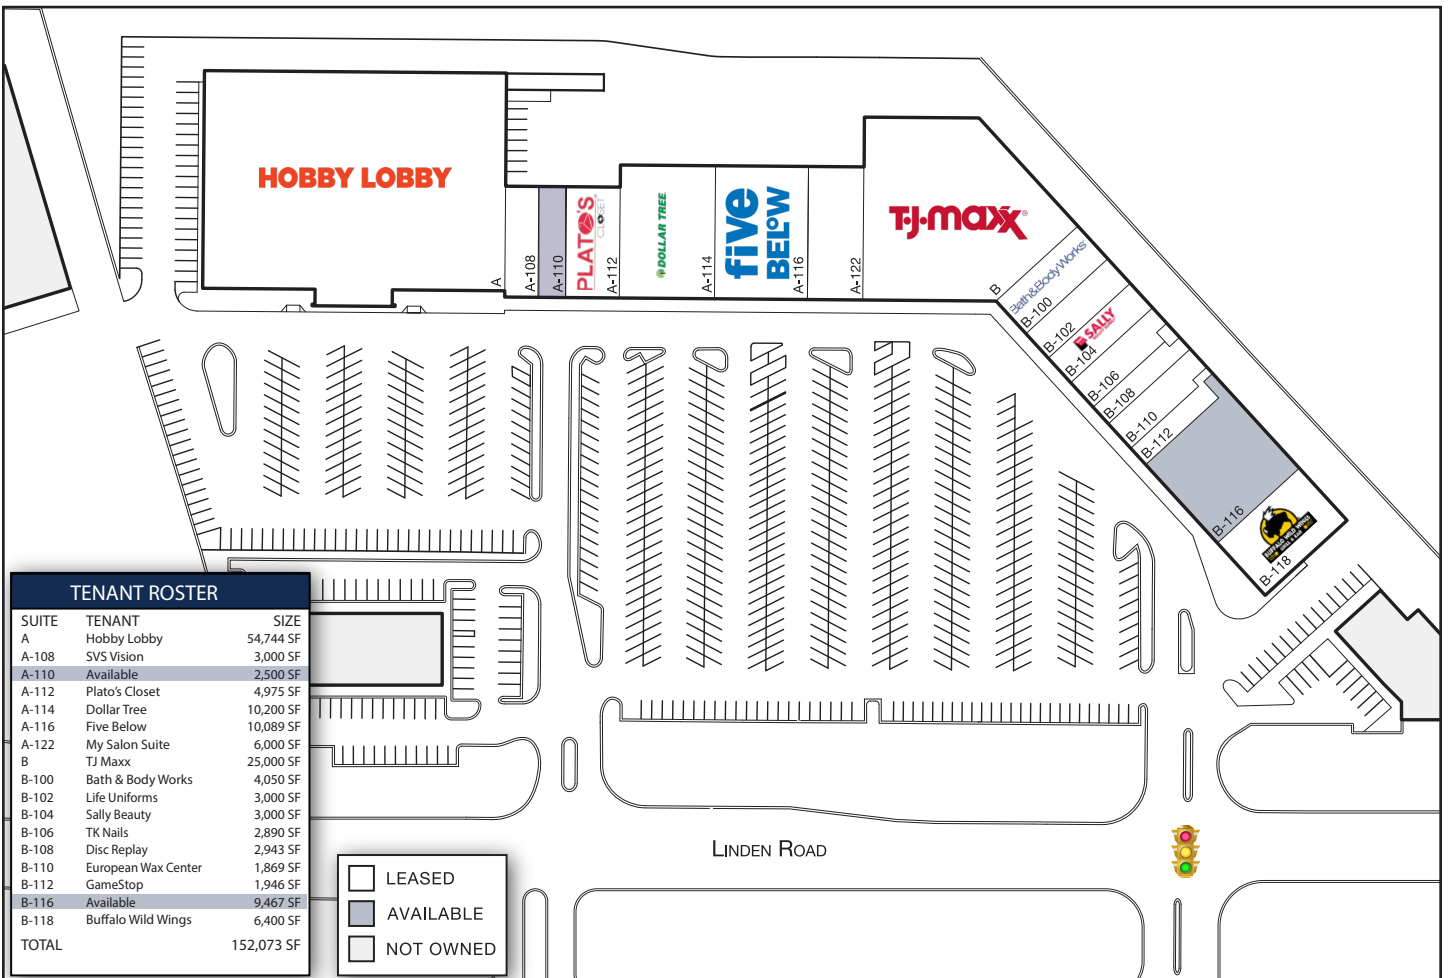 HOBBY LOBBY
A
A-108
A-110
PLATO'S
CLOSET
A-112
DOLLAR TREE
A-114
five
BELOW
A-116
A-122
T·J·maxx
B
Bath & Body Works
B-100
B-102
SALLY
B-104
B-106
B-108
B-110
B-112
B-116
BUFFALO WILD WINGS
B-118
TENANT ROSTER
SUITE TENANT SIZE
A Hobby Lobby 54,744 SF
A-108 SVS Vision 3,000 SF
A-110 Available 2,500 SF
A-112 Plato's Closet 4,975 SF
A-114 Dollar Tree 10,200 SF
A-116 Five Below 10,089 SF
A-122 My Salon Suite 6,000 SF
B TJ Maxx 25,000 SF
B-100 Bath & Body Works 4,050 SF
B-102 Life Uniforms 3,000 SF
B-104 Sally Beauty 3,000 SF
B-106 TK Nails 2,890 SF
B-108 Disc Replay 2,943 SF
B-110 European Wax Center 1,869 SF
B-112 GameStop 1,946 SF
B-116 Available 9,467 SF
B-118 Buffalo Wild Wings 6,400 SF
TOTAL 152,073 SF
LEASED
AVAILABLE
NOT OWNED
LINDEN ROAD